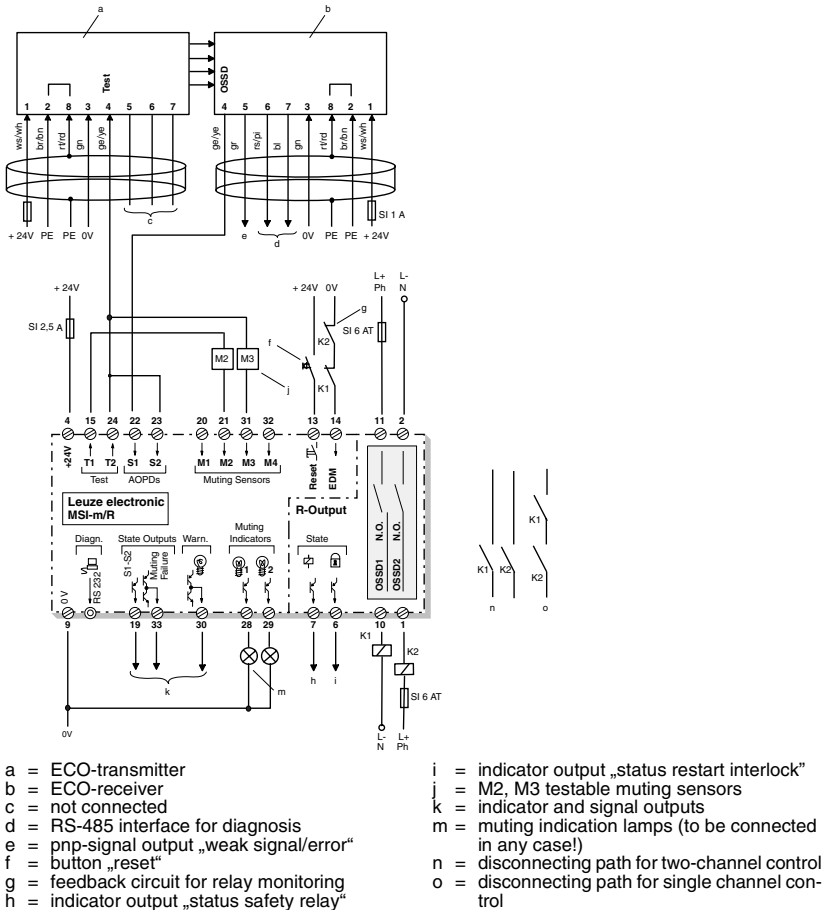 a b
Test OSSD
1 2 8 3 4 5 6 7 4 5 6 7 3 8 2 1
ws/wh br/bn rt/rd gn ge/ye ge/ye gr rs/pi bl gn rt/rd br/bn ws/wh
SI 1 A
c e d
+ 24V PE PE 0V 0V PE PE + 24V
L+ L-
+ 24V + 24V 0V Ph N
g
SI 2,5 A f K2 SI 6 AT
M2 M3
j K1
4 15 24 22 23 20 21 31 32 13 14 11 2
+24V T1 T2 S1 S2 M1 M2 M3 M4 Reset EDM
Test AOPDs Muting Sensors
Leuze electronic
MSI-m/R
R-Output
Diagn. State Outputs Warn. Muting
Indicators
State
RS 232 S1-S2 Muting
Failure
1 2
OSSD1 N.O.
OSSD2 N.O.
K1
K1 K2 K2
n o
0 V
9 19 33 30 28 29 7 6 10 1
K1 K2
k m h i
SI 6 AT
0V
L- L+
N Ph
a = ECO-transmitter
b = ECO-receiver
c = not connected
d = RS-485 interface for diagnosis
e = pnp-signal output „weak signal/error“
f = button „reset“
g = feedback circuit for relay monitoring
h = indicator output „status safety relay“
i = indicator output „status restart interlock”
j = M2, M3 testable muting sensors
k = indicator and signal outputs
m = muting indication lamps (to be connected
in any case!)
n = disconnecting path for two-channel control
o = disconnecting path for single channel con-
trol